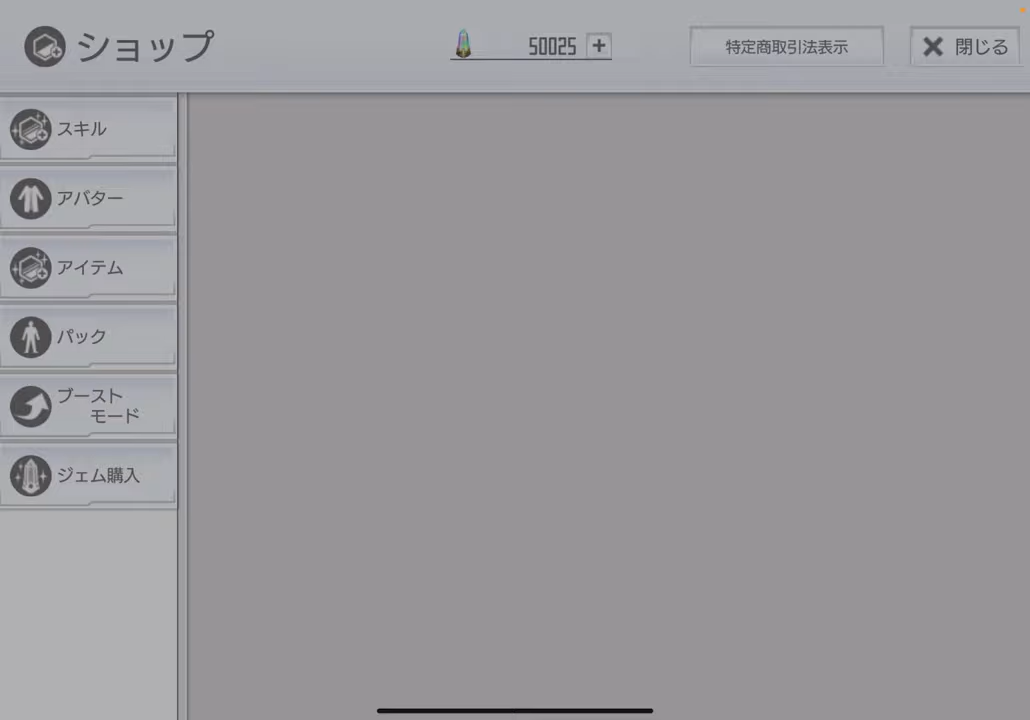 ショップ
50025
特定商取引法表示
閉じる
スキル
アバター
アイテム
パック
ブースト
モード
ジェム購入